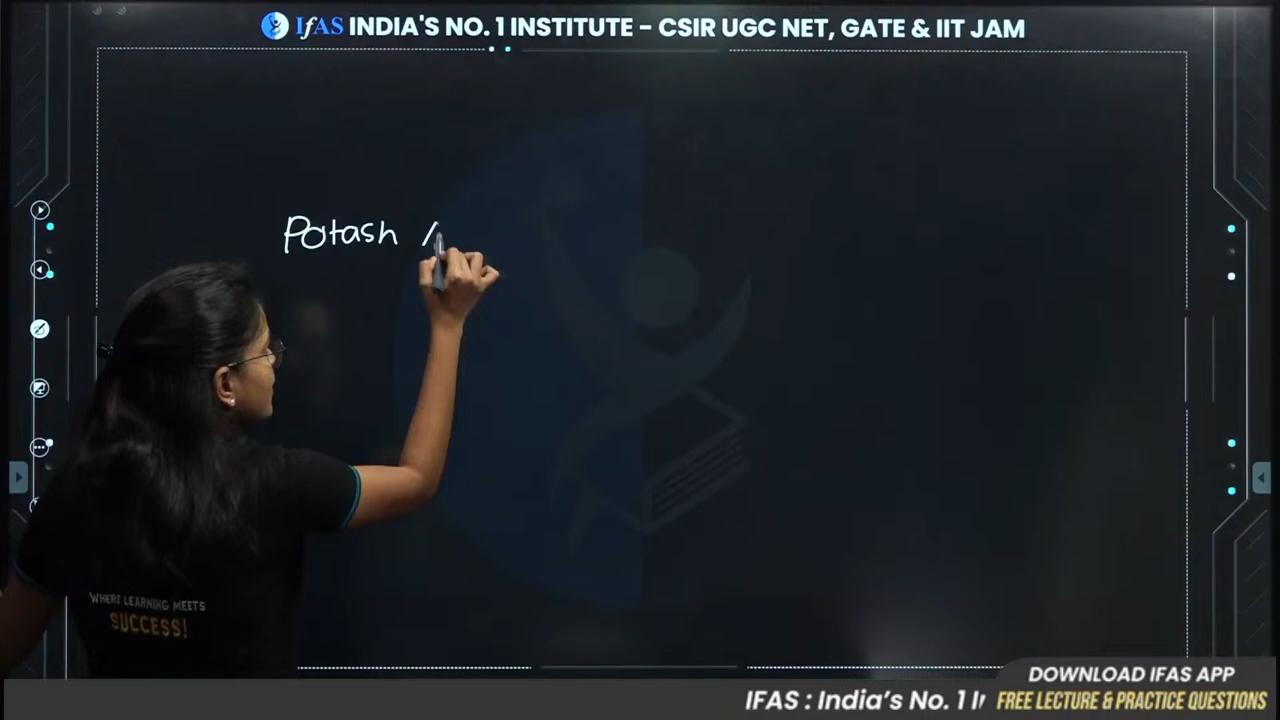 IfAS INDIA'S NO. 1 INSTITUTE - CSIR UGC NET, GATE & IIT JAM
Potash
WHERE LEARNING MEETS
SUCCESS!
DOWNLOAD IFAS APP
IFAS : India's No. 1
FREE LECTURE & PRACTICE QUESTIONS